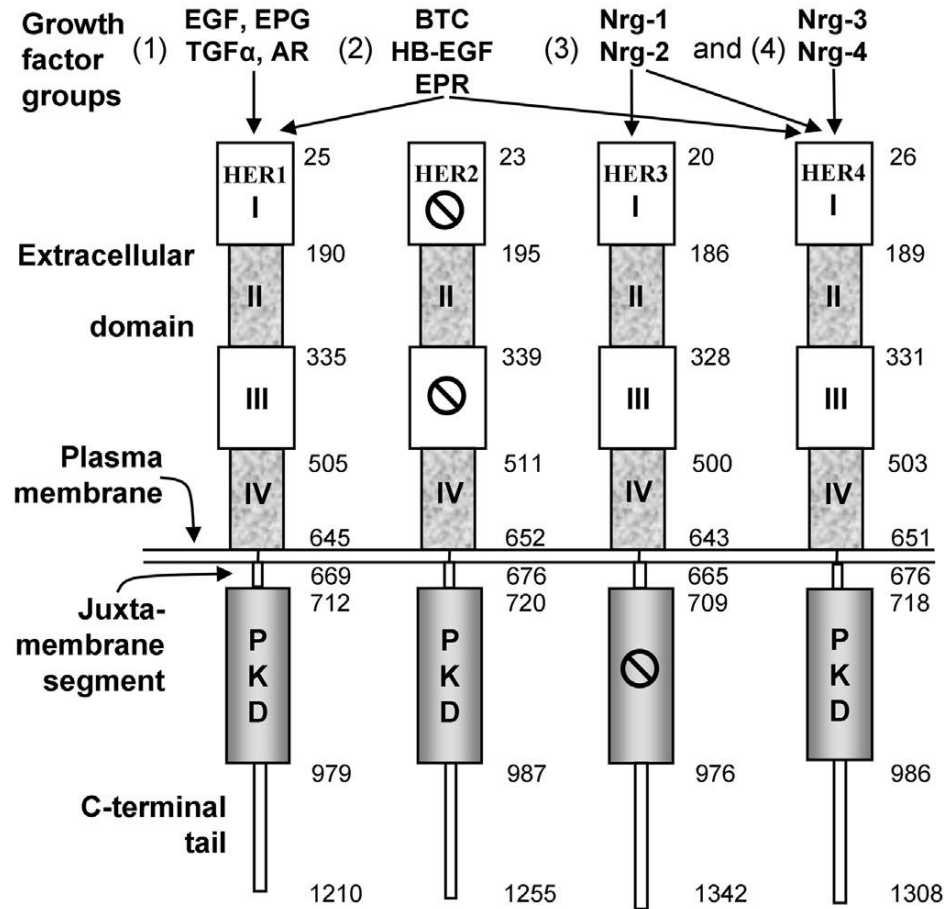 Growth factor groups
(1) EGF, EPG TGFα, AR
(2) BTC HB-EGF EPR
(3) Nrg-1 Nrg-2
and (4) Nrg-3 Nrg-4
HER1 25 HER2 23 HER3 20 HER4 26
I I I
Extracellular 190 195 186 189
II II II II
domain
335 339 328 331
III III III
Plasma membrane
505 511 500 503
IV IV IV IV
645 652 643 651
669 676 665 676
Juxta-membrane segment
712 720 709 718
P P P
K K K
D D D
979 987 976 986
C-terminal tail
1210 1255 1342 1308